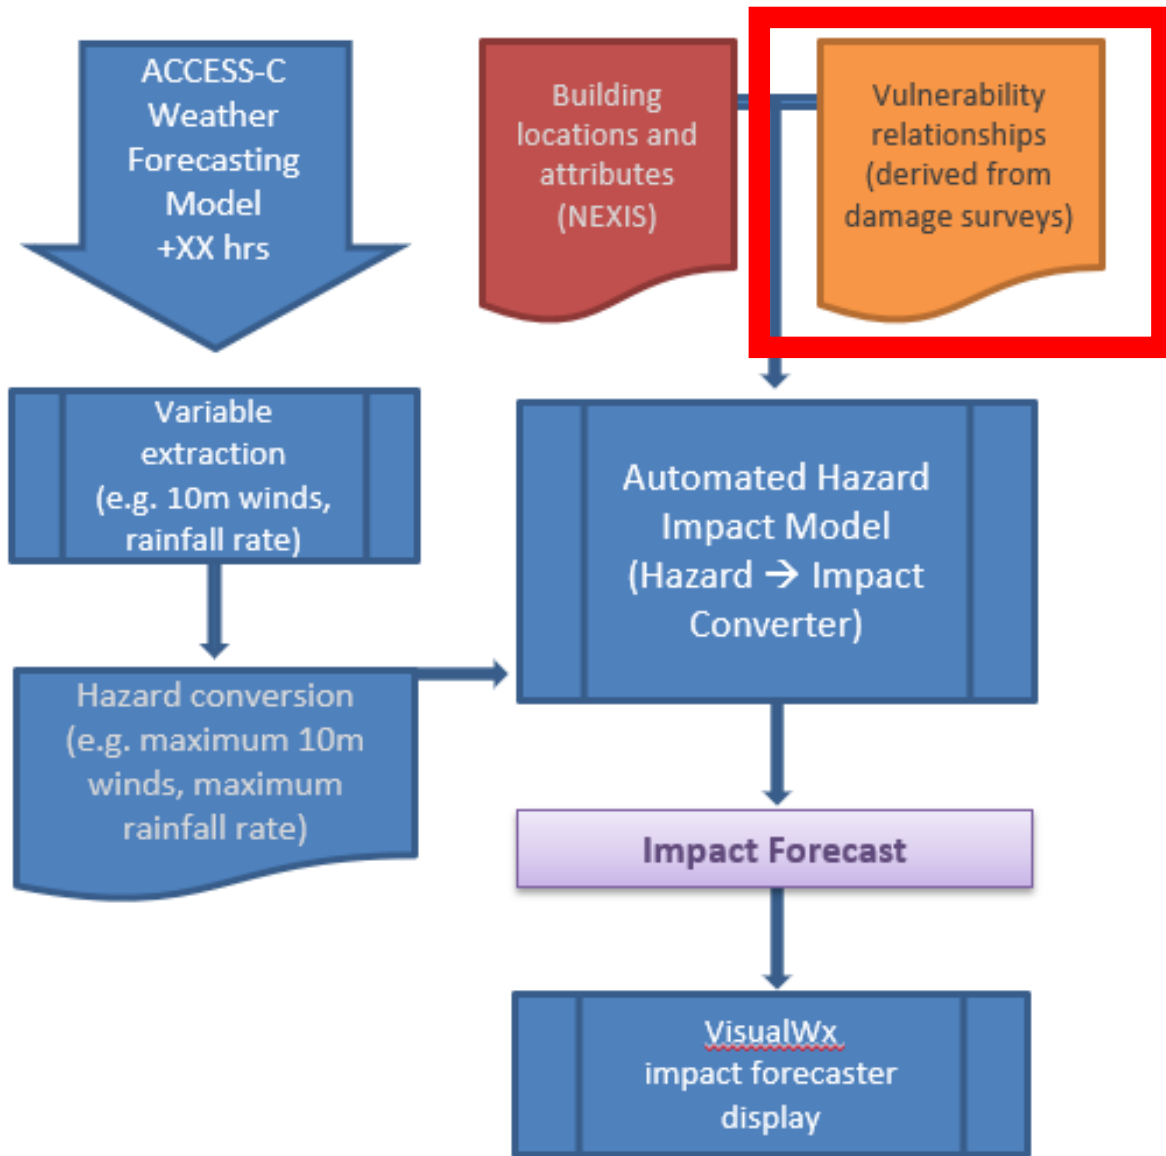 ACCESS-C
Weather
Forecasting
Model
+XX hrs
Building
locations and
attributes
(NEXIS)
Vulnerability
relationships
(derived from
damage surveys)
Variable
extraction
(e.g. 10m winds,
rainfall rate)
Automated Hazard
Impact Model
(Hazard → Impact
Converter)
Hazard conversion
(e.g. maximum 10m
winds, maximum
rainfall rate)
Impact Forecast
VisualWx
impact forecaster
display